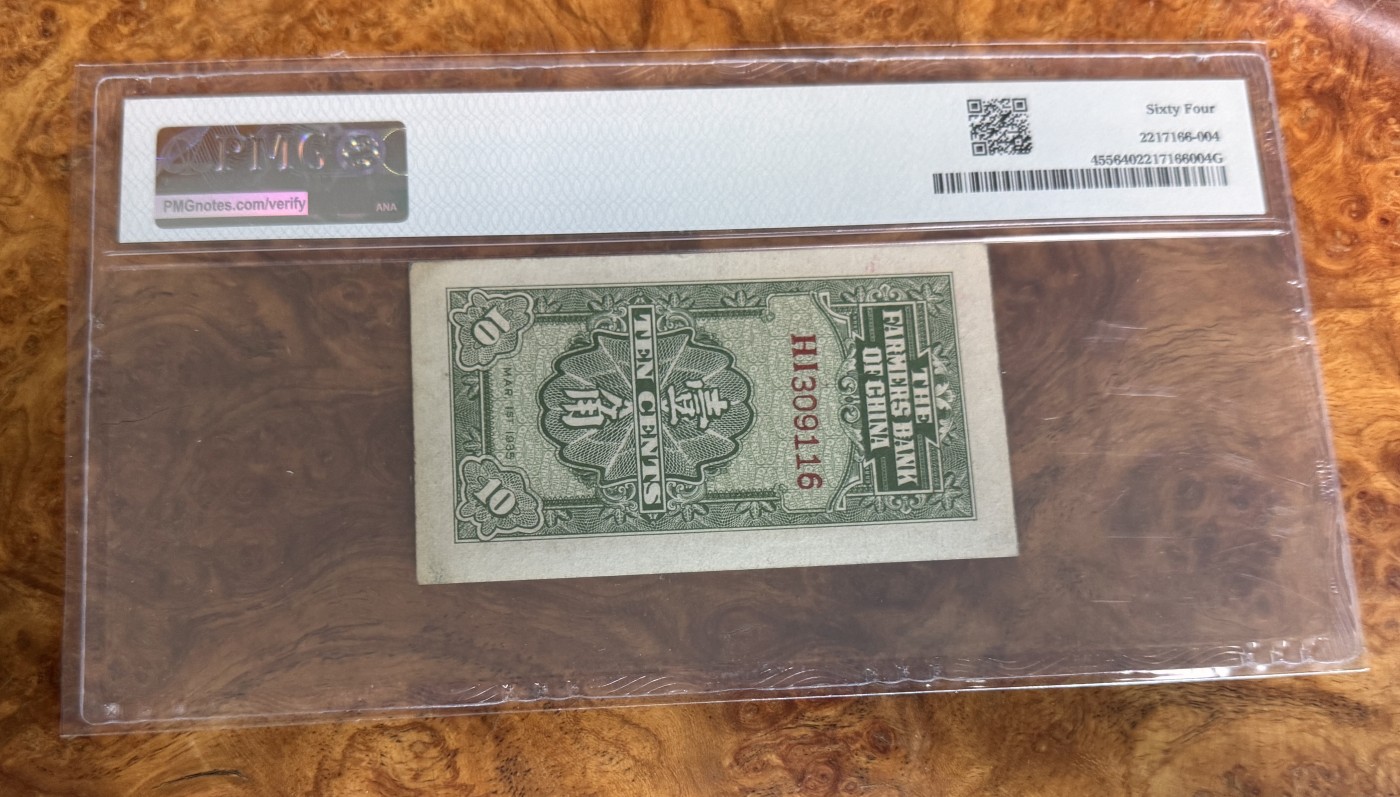 PMG
PMGnotes.com/verify
ANA
Sixty Four
2217166-004
4556402217166004G
THE
FARMERS BANK
OF CHINA
HI309116
壹
TEN CENTS
角
10
10
MAR 1ST 1935